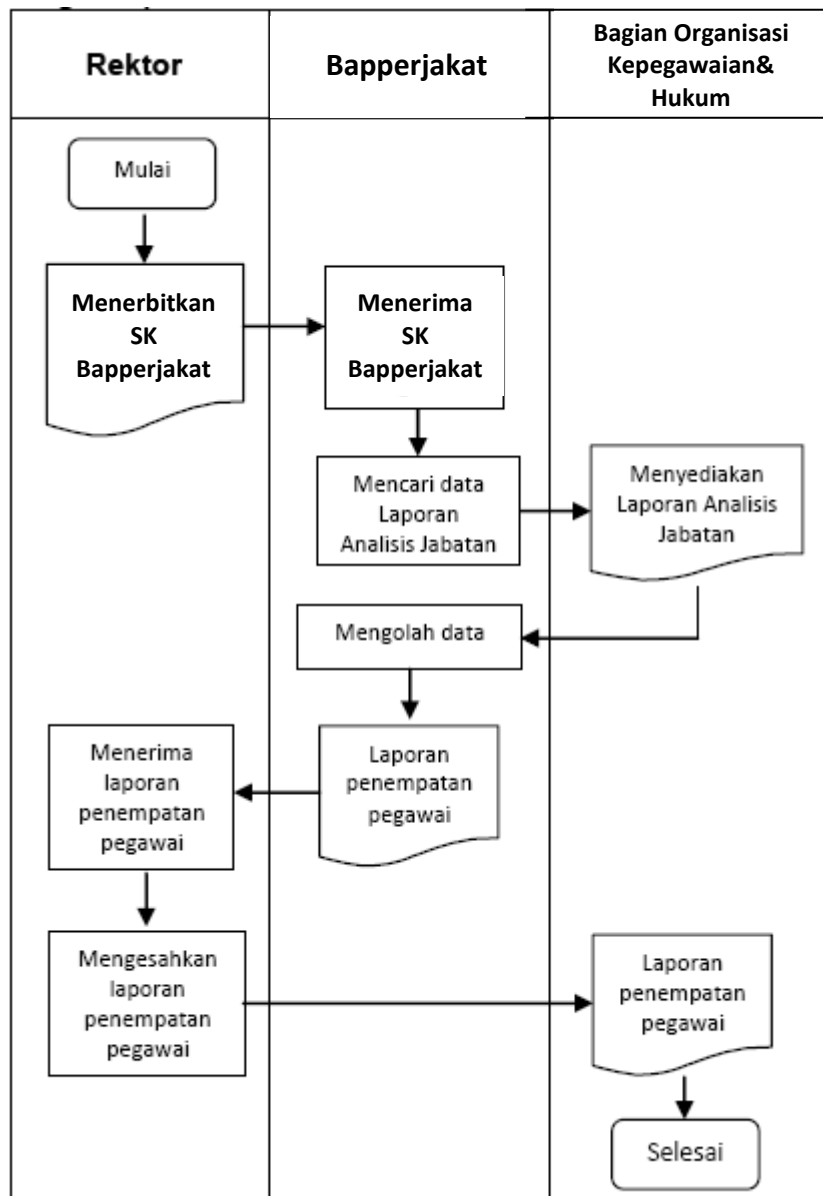 Rektor
Bapperjakat
Bagian Organisasi
Kepegawaian&
Hukum
Mulai
Menerbitkan
SK
Bapperjakat
Menerima
SK
Bapperjakat
Mencari data
Laporan
Analisis Jabatan
Menyediakan
Laporan Analisis
Jabatan
Mengolah data
Laporan
penempatan
pegawai
Menerima
laporan
penempatan
pegawai
Mengesahkan
laporan
penempatan
pegawai
Laporan
penempatan
pegawai
Selesai